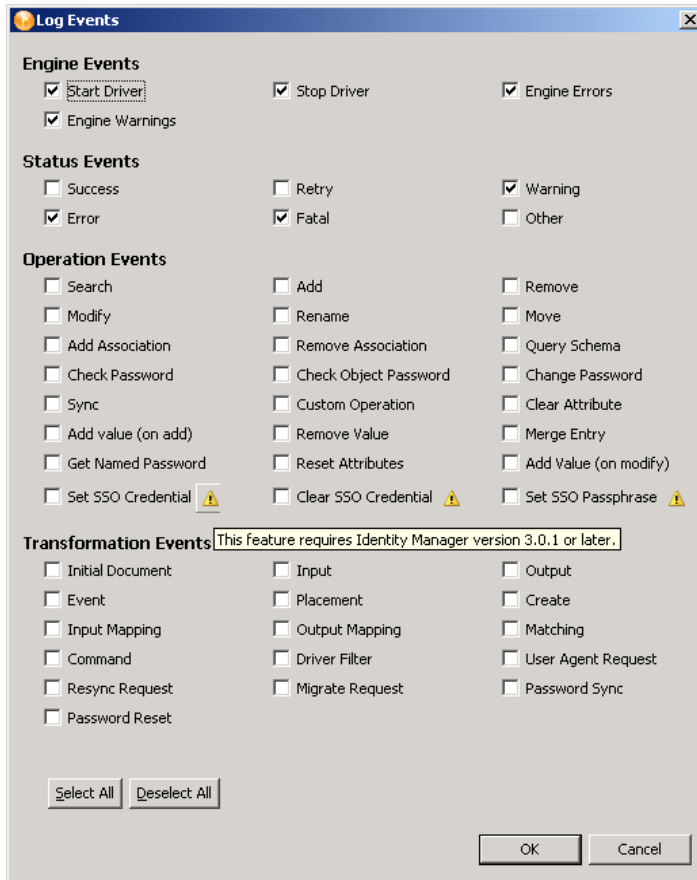 Log Events
Engine Events
Start Driver Stop Driver Engine Errors
Engine Warnings
Status Events
Success Retry Warning
Error Fatal Other
Operation Events
Search Add Remove
Modify Rename Move
Add Association Remove Association Query Schema
Check Password Check Object Password Change Password
Sync Custom Operation Clear Attribute
Add value (on add) Remove Value Merge Entry
Get Named Password Reset Attributes Add Value (on modify)
Set SSO Credential Clear SSO Credential Set SSO Passphrase
Transformation Events This feature requires Identity Manager version 3.0.1 or later.
Initial Document Input Output
Event Placement Create
Input Mapping Output Mapping Matching
Command Driver Filter User Agent Request
Resync Request Migrate Request Password Sync
Password Reset
Select All Deselect All
OK Cancel